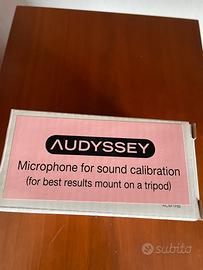 AUDYSSEY
Microphone for sound calibration
(for best results mount on a tripod)
subito